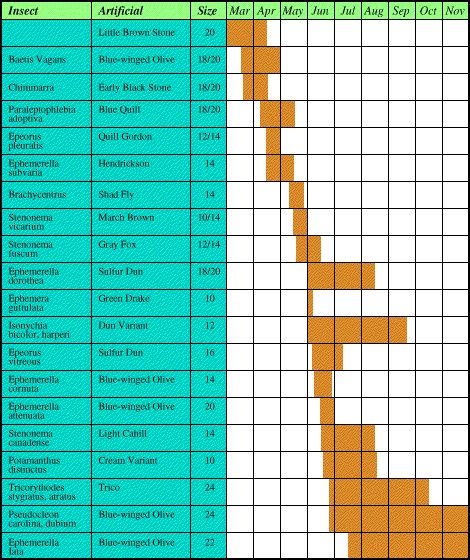 Insect Artificial Size Mar Apr May Jun Jul Aug Sep Oct Nov
Little Brown Stone 20
Baetis Vagans Blue-winged Olive 18/20
Chimmarra Early Black Stone 18/20
Paraleptophlebia Blue Quill 18/20
adoptiva
Epeorus Quill Gordon 12/14
pleuralis
Ephemerella Hendrickson 14
subvaria
Brachycentrus Shad Fly 14
Stenonema March Brown 10/14
vicarium
Stenonema Gray Fox 12/14
fuscum
Ephemerella Sulfur Dun 18/20
dorothea
Ephemera Green Drake 10
guttulata
Isonychia Dun Variant 12
bicolor, harperi
Epeorus Sulfur Dun 16
vitreous
Ephemerella Blue-winged Olive 14
cornuta
Ephemerella Blue-winged Olive 20
attenuata
Stenonema Light Cahill 14
canadense
Potamanthus Cream Variant 10
distinctus
Tricorythodes Trico 24
stygiatus, atratus
Pseudocleon Blue-winged Olive 24
carolina, dubium
Ephemerella Blue-winged Olive 22
lata